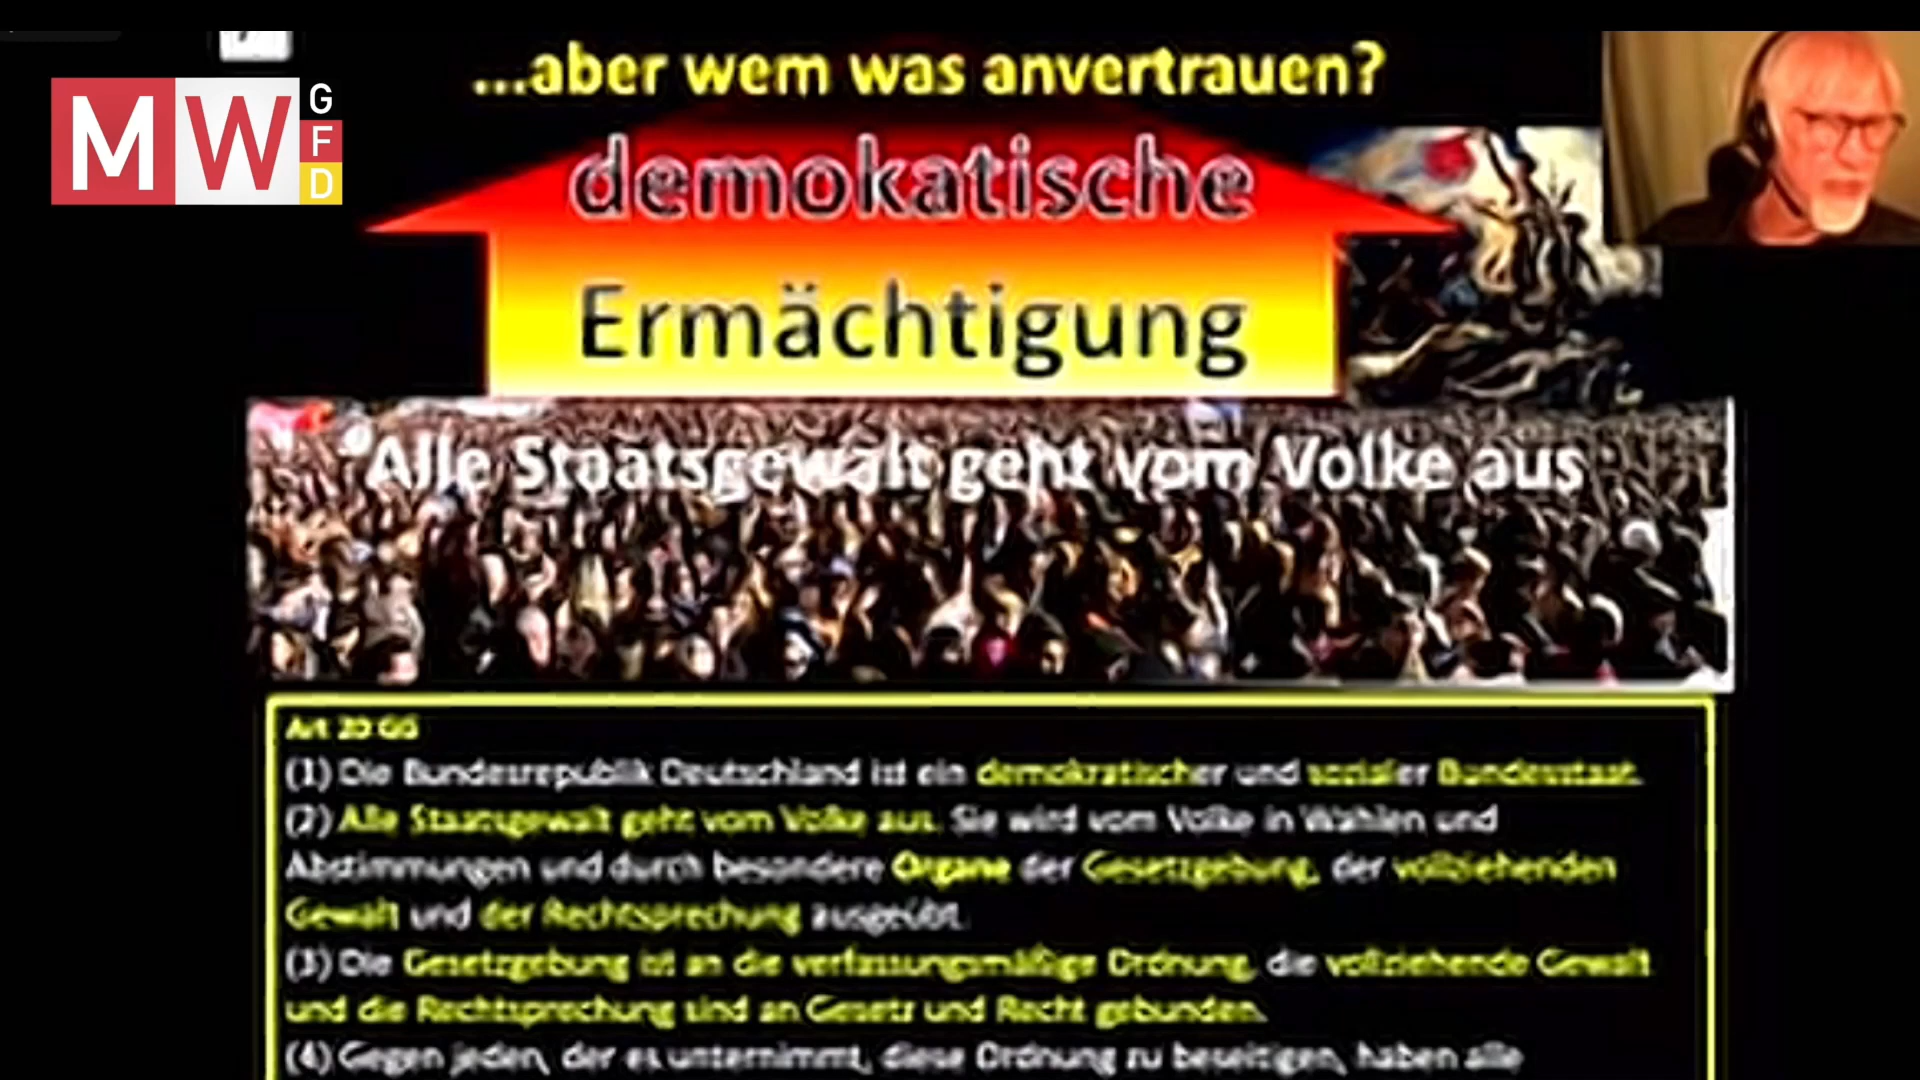 ...aber wem was anvertrauen?
MW
G
F
D
demokatische
Ermächtigung
"Alle Staatsgewalt geht vom Volke aus
Art 20 GG
(1) Die Bundesrepublik Deutschland ist ein demokratischer und sozialer Bundesstaat.
(2) Alle Staatsgewalt geht vom Volke aus. Sie wird vom Volke in Wahlen und
Abstimmungen und durch besondere Organe der Gesetzgebung, der vollziehenden
Gewalt und der Rechtsprechung ausgeübt.
(3) Die Gesetzgebung ist an die verfassungsmäßige Ordnung, die vollziehende Gewalt
und die Rechtsprechung sind an Gesetz und Recht gebunden.
(4) Gegen jeden, der es unternimmt, diese Ordnung zu beseitigen, haben alle